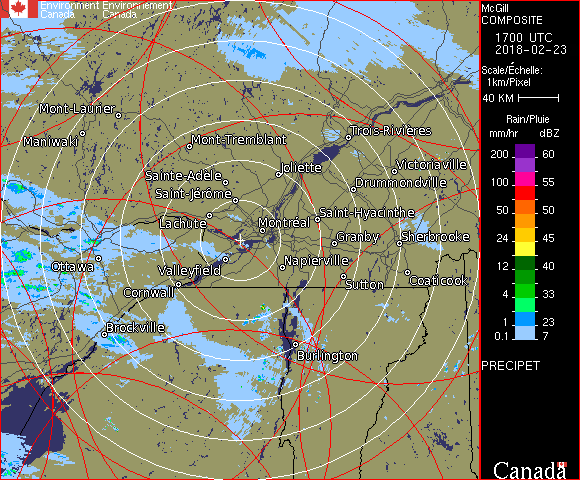 Environment Environnement
Canada Canada
McGill
COMPOSITE
1700 UTC
2018-02-23
Scale/Échelle:
1km/Pixel
40 KM
Rain/Pluie
mm/hr dBZ
200 60
100 55
50 50
24 45
12 40
4 33
1 23
0.1 7
PRECIPET
Canada
Mont-Laurier
Maniwaki
Mont-Tremblant
Trois-Rivières
Joliette
Victoriaville
Sainte-Adèle
Drummondville
Saint-Jérôme
Saint-Hyacinthe
Lachute
Montréal
Granby
Sherbrooke
Ottawa
Valleyfield
Napierville
Cornwall
Sutton
Coaticook
Brockville
Burlington